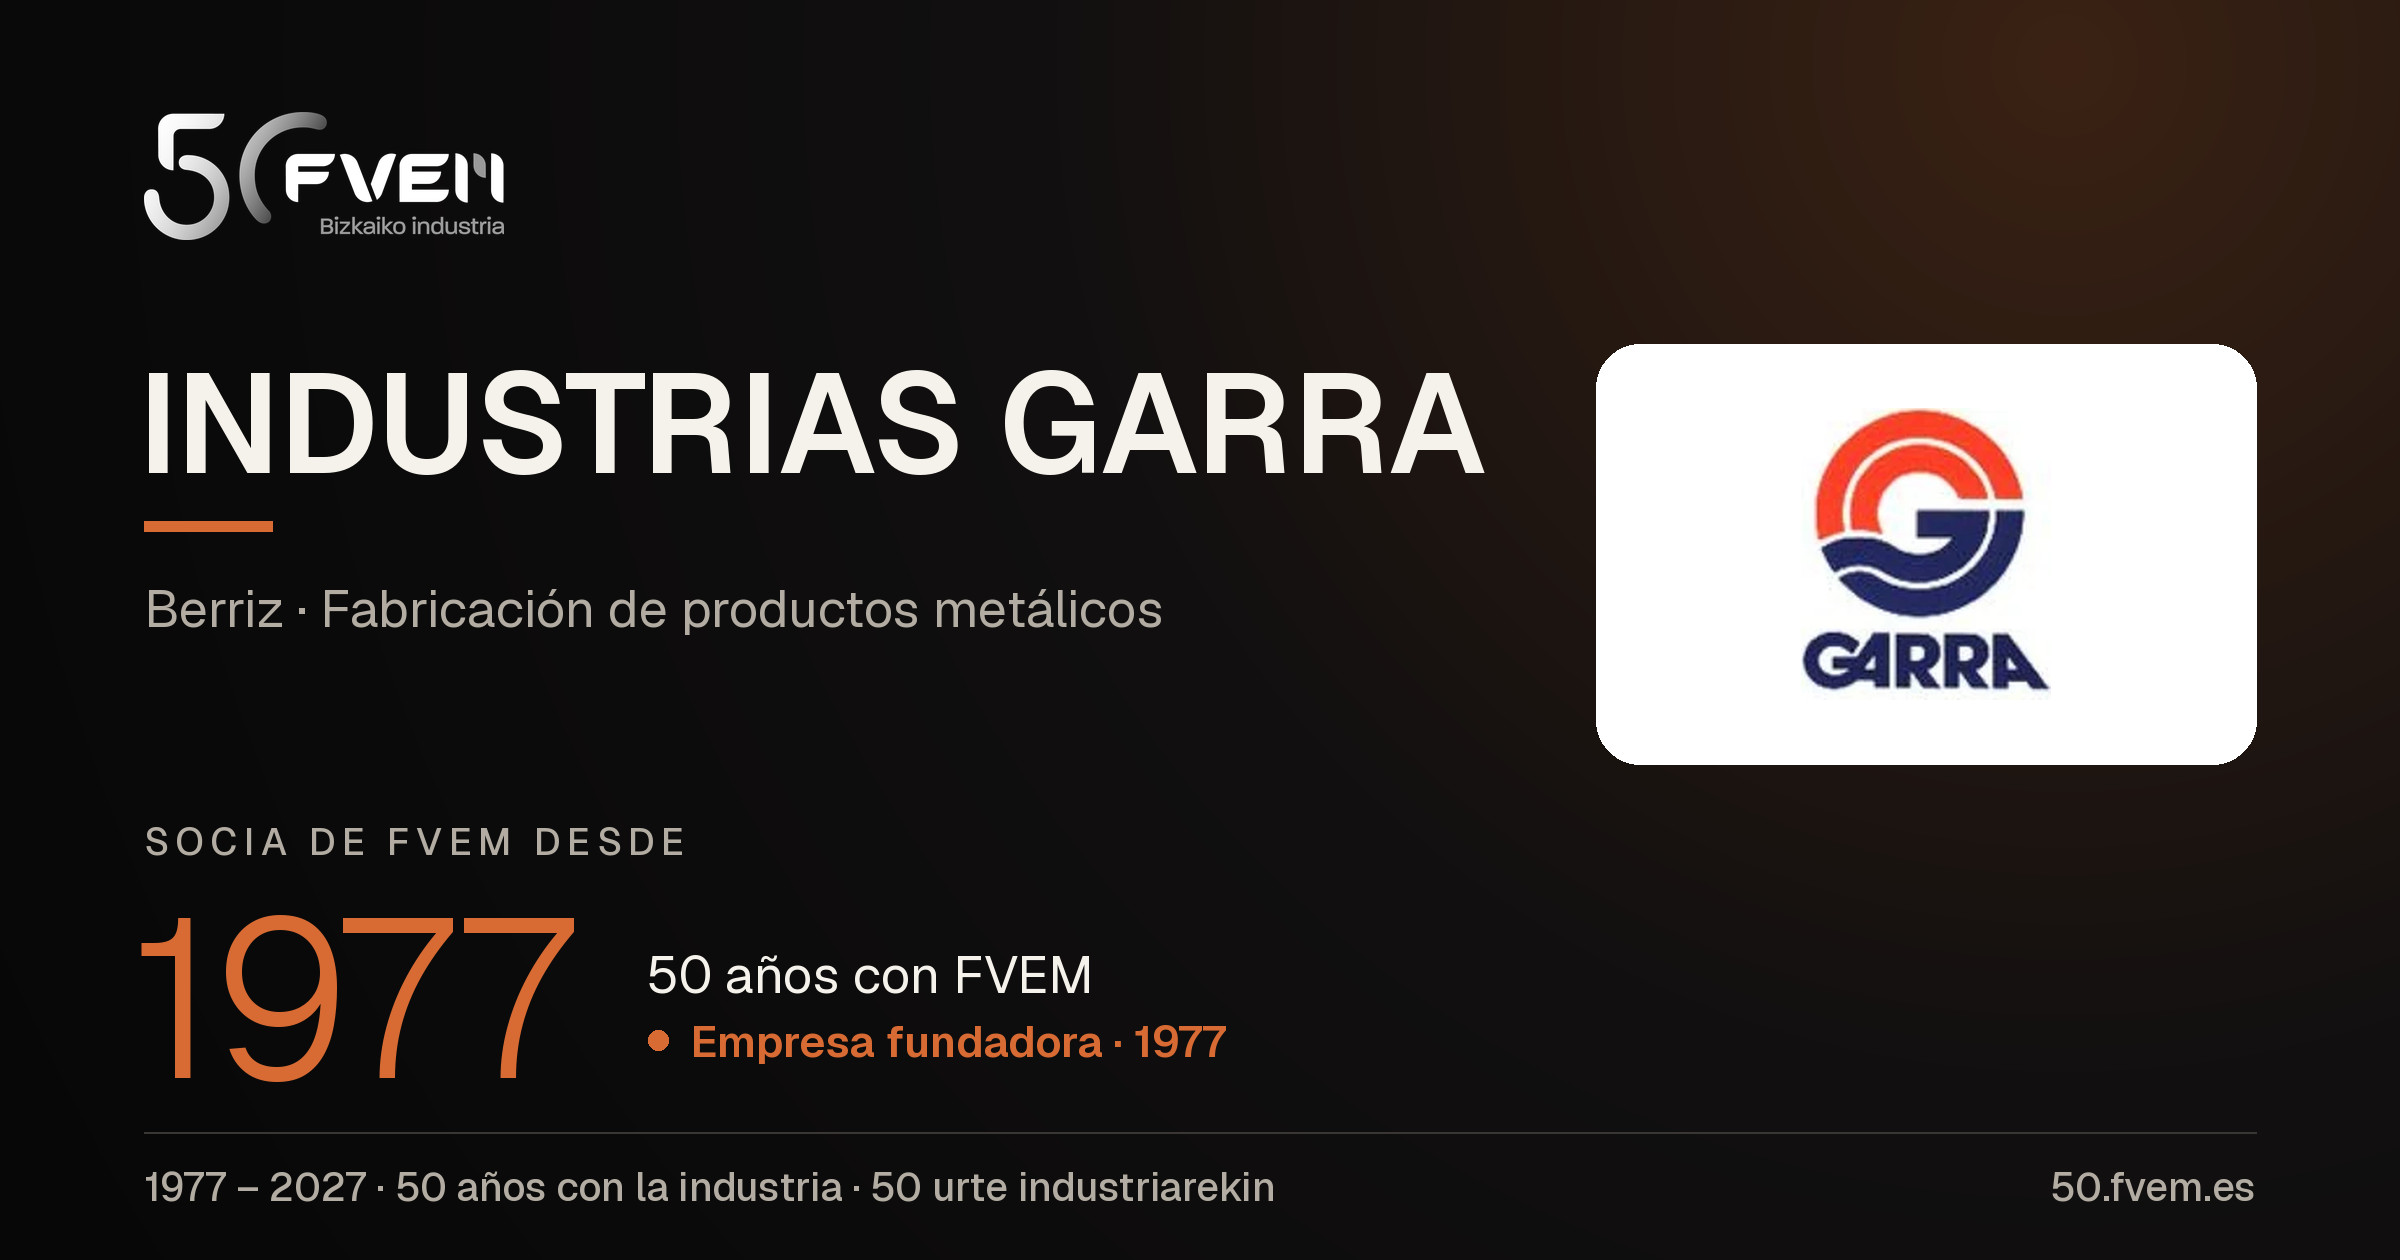 50 FVEM
Bizkaiko industria
INDUSTRIAS GARRA
Berriz · Fabricación de productos metálicos
GARRA
SOCIA DE FVEM DESDE
1977
50 años con FVEM
Empresa fundadora · 1977
1977 – 2027 · 50 años con la industria · 50 urte industriarekin
50.fvem.es